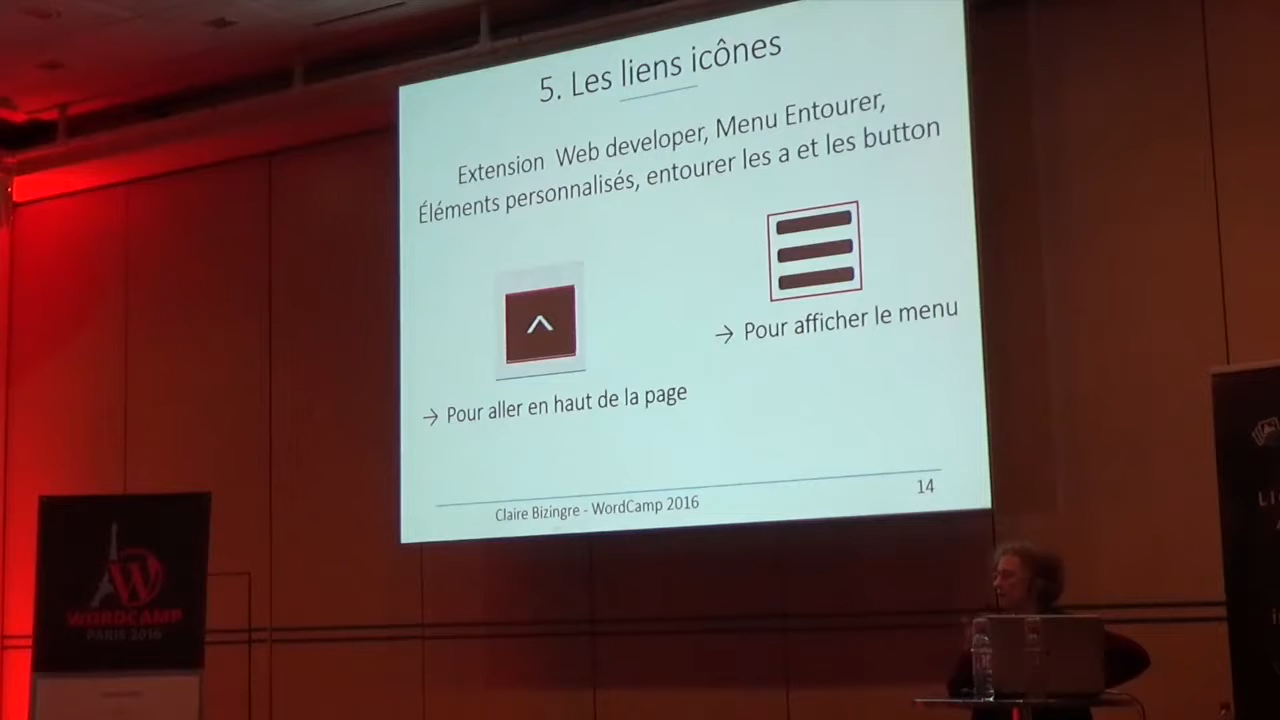 5. Les liens icônes
Extension Web developer, Menu Entourer,
Éléments personnalisés, entourer les a et les button
→ Pour afficher le menu
→ Pour aller en haut de la page
Claire Bizingre - WordCamp 2016
14
WORDCAMP
PARIS 2016
LI